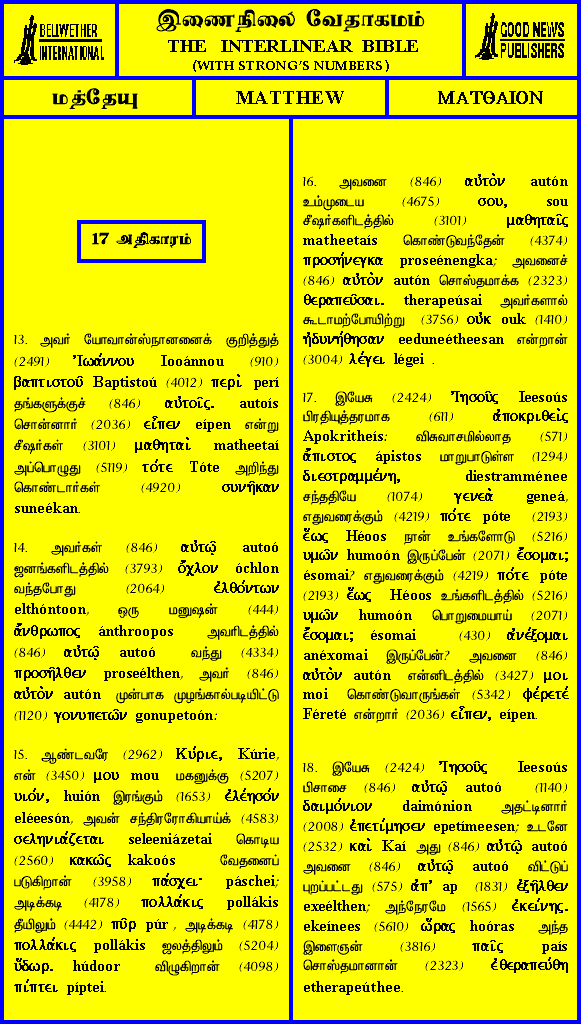 BELLWETHER
INTERNATIONAL
இணைநிலை வேதாகமம்
THE INTERLINEAR BIBLE
(WITH STRONG'S NUMBERS)
GOOD NEWS
PUBLISHERS
மத்தேயு
MATTHEW
ΜΑΤΘΑΙΟΝ
17 அதிகாரம்
13. அவர் யோவான்ஸ்நானனைக் குறித்துத்
(2491) Ἰωάννου Iooánnou (910)
βαπτιστοῦ Baptistoú (4012) περὶ perí
தங்களுக்குச் (846) αὐτοῖς. autoís
சொன்னார் (2036) εἶπεν eípen என்று
சீஷர்கள் (3101) μαθηταὶ matheetaí
அப்பொழுது (5119) τότε Tóte அறிந்து
கொண்டார்கள் (4920) συνῆκαν
suneékan.
14. அவர்கள் (846) αὐτῷ autoó
ஜனங்களிடத்தில் (3793) ὄχλον óchlon
வந்தபோது (2064) ἐλθόντων
elthóntoon, ஒரு மனுஷன் (444)
ἄνθρωπος ánthroopos அவரிடத்தில்
(846) αὐτῷ autoó வந்து (4334)
προσῆλθεν proseélthen, அவர் (846)
αὐτὸν autón முன்பாக முழங்கால்படியிட்டு
(1120) γονυπετῶν gonupetoón:
15. ஆண்டவரே (2962) Κύριε, Kúrie,
என் (3450) μου mou மகனுக்கு (5207)
υιόν, huión இரங்கும் (1653) ἐλέησόν
eléeesón, அவன் சந்திரரோகியாய்க் (4583)
σεληνιάζεται seleeniázetai கொடிய
(2560) κακῶς kakoós வேதனைப்
படுகிறான் (3958) πάσχει· páschei;
அடிக்கடி (4178) πολλάκις pollákis
தீயிலும் (4442) πῦρ púr , அடிக்கடி (4178)
πολλάκις pollákis ஜலத்திலும் (5204)
ὕδωρ. húdoor விழுகிறான் (4098)
πίπτει píptei.
16. அவனை (846) αὐτὸν autón
உம்முடைய (4675) σου, sou
சீஷர்களிடத்தில் (3101) μαθηταῖς
matheetais கொண்டுவந்தேன் (4374)
προσήνεγκα proseénengka; அவனைச்
(846) αὐτὸν autón சொஸ்தமாக்க (2323)
θεραπεῦσαι. therapeúsai அவர்களால்
கூடாமற்போயிற்று (3756) οὐκ ouk (1410)
ἠδυνήθησαν eeduneétheesan என்றான்
(3004) λέγει légei .
17. இயேசு (2424) Ἰησοῦς Ieesoús
பிரதியுத்தரமாக (611) ἀποκριθεὶς
Apokritheís: விசுவாசமில்லாத (571)
ἄπιστος ápistos மாறுபாடுள்ள (1294)
διεστραμμένη, diestramménee
சந்ததியே (1074) γενεὰ geneá,
எதுவரைக்கும் (4219) πότε póte (2193)
ἕως Héoos நான் உங்களோடு (5216)
υμῶν humoón இருப்பேன் (2071) ἔσομαι;
ésomai? எதுவரைக்கும் (4219) πότε póte
(2193) ἕως Héoos உங்களிடத்தில் (5216)
υμῶν humoón பொறுமையாய் (2071)
ἔσομαι; ésomai (430) ἀνέξομαι
anéxomai இருப்பேன்? அவனை (846)
αὐτὸν autón என்னிடத்தில் (3427) μοι
moi கொண்டுவாருங்கள் (5342) φέρετέ
Féreté என்றார் (2036) εἶπεν, eípen.
18. இயேசு (2424) Ἰησοῦς Ieesoús
பிசாசை (846) αὐτῷ autoó (1140)
δαιμόνιον daimónion அதட்டினார்
(2008) ἐπετίμησεν epetímeesen; உடனே
(2532) καὶ Kaí அது (846) αὐτῷ autoó
அவனை (846) αὐτῷ autoó விட்டுப்
புறப்பட்டது (575) ἀπ' ap (1831) ἐξῆλθεν
exeélthen; அந்நேரமே (1565) ἐκείνης.
ekeínees (5610) ὥρας hoóras அந்த
இளைஞன் (3816) παῖς país
சொஸ்தமானான் (2323) ἐθεραπεύθη
etherapeúthee.